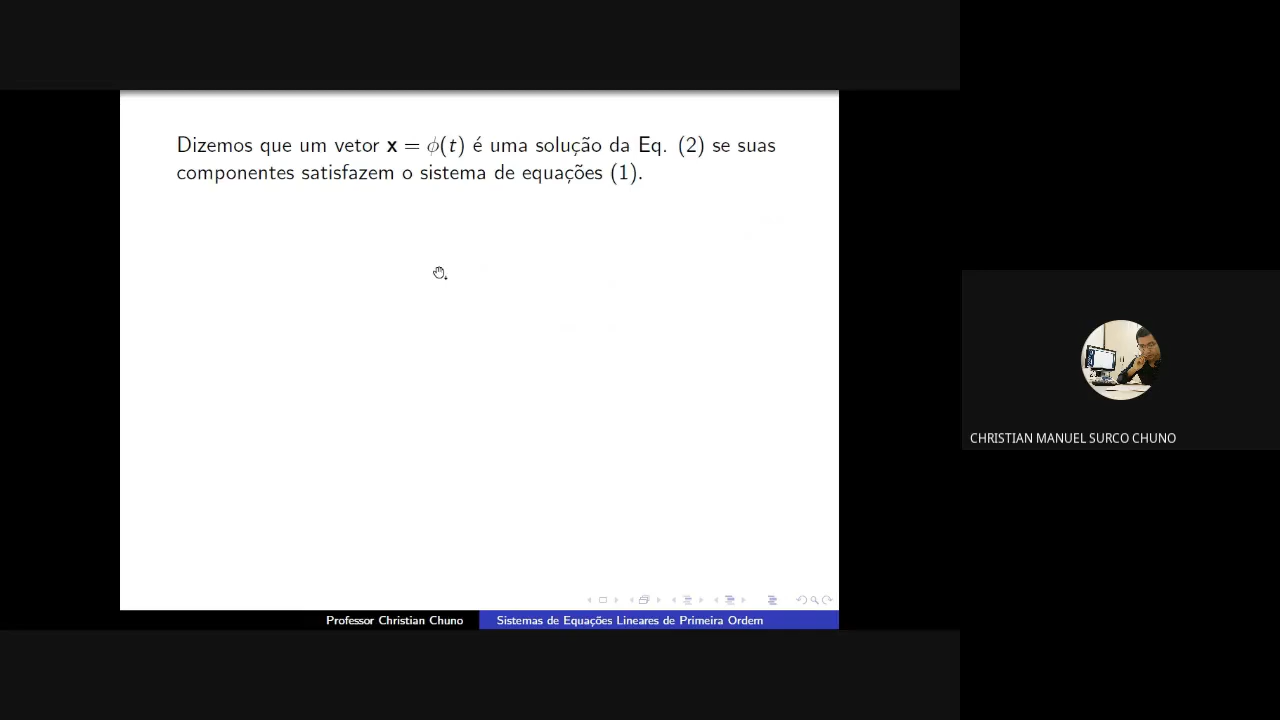 Dizemos que um vetor x = ϕ(t) é uma solução da Eq. (2) se suas
componentes satisfazem o sistema de equações (1).
CHRISTIAN MANUEL SURCO CHUNO
Professor Christian Chuno
Sistemas de Equações Lineares de Primeira Ordem